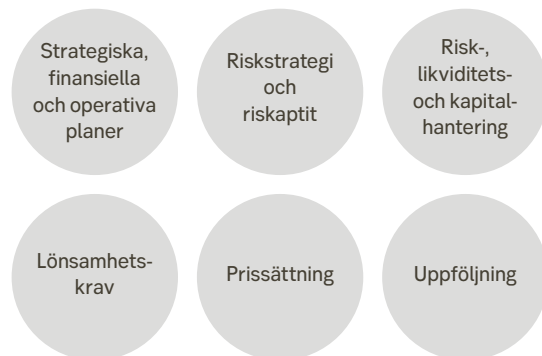 Strategiska,
finansiella
och operativa
planer
Riskstrategi
och
riskaptit
Risk-,
likviditets-
och kapital-
hantering
Lönsamhets-
krav
Prissättning
Uppföljning